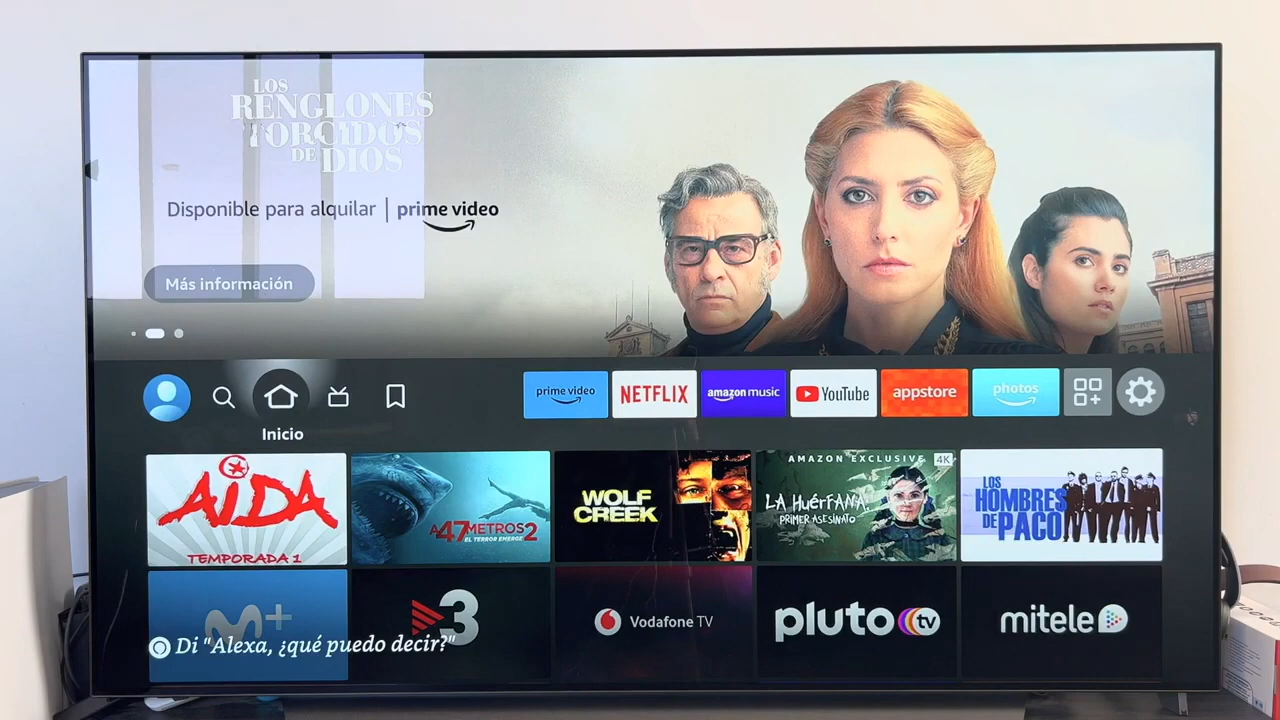 LOS
RENGLONES
TORCIDOS
DE DIOS
Disponible para alquilar | prime video
Más información
prime video
NETFLIX
amazon music
YouTube
appstore
photos
Inicio
AÍDA
TEMPORADA 1
A 47 METROS 2
EL TERROR EMERGE
WOLF
CREEK
AMAZON EXCLUSIVE 4K
LA HUÉRFANA:
PRIMER ASESINATO
LOS
HOMBRES
DE PACO
M+
3
Vodafone TV
pluto tv
mitele
Di "Alexa, ¿qué puedo decir?"